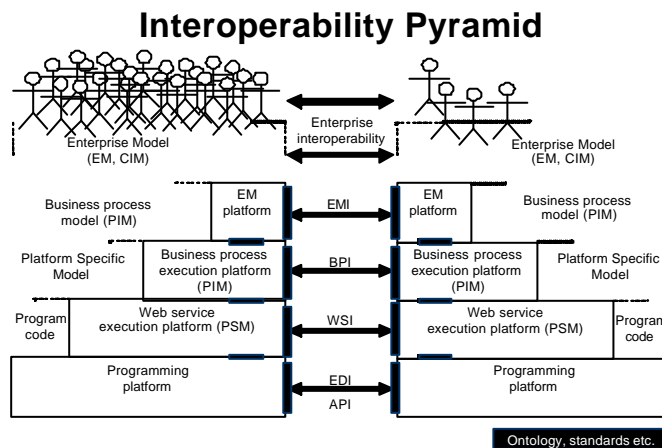 Interoperability Pyramid
Enterprise Model
(EM, CIM)
Enterprise
interoperability
Enterprise Model
(EM, CIM)
Business process
model (PIM)
EM
platform
EMI
EM
platform
Business process
model (PIM)
Platform Specific
Model
Business process
execution platform
(PIM)
BPI
Business process
execution platform
(PIM)
Platform Specific
Model
Program
code
Web service
execution platform (PSM)
WSI
Web service
execution platform (PSM)
Program
code
Programming
platform
EDI
API
Programming
platform
Ontology, standards etc.